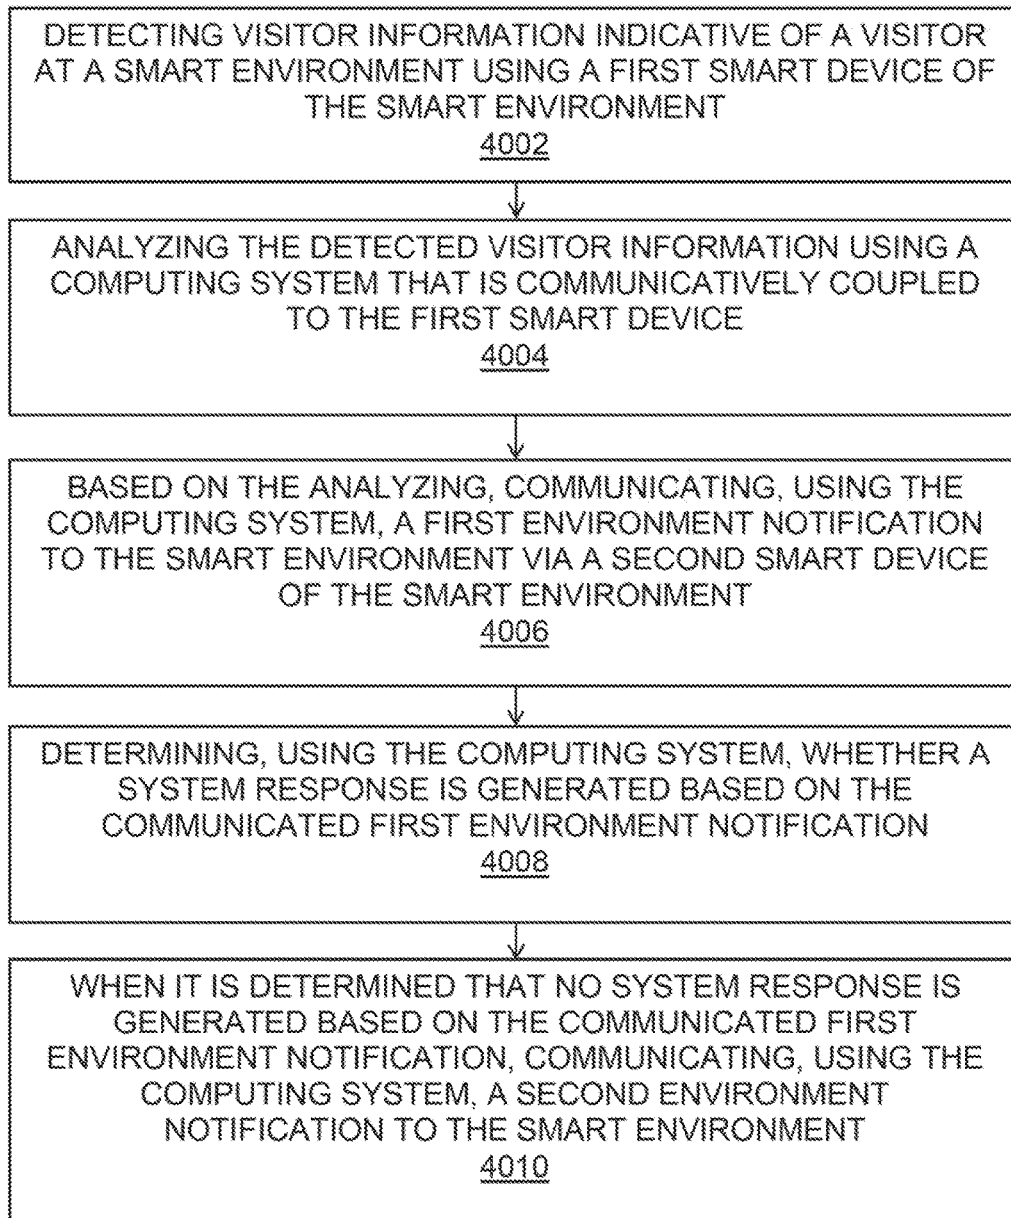 DETECTING VISITOR INFORMATION INDICATIVE OF A VISITOR
AT A SMART ENVIRONMENT USING A FIRST SMART DEVICE OF
THE SMART ENVIRONMENT
4002
ANALYZING THE DETECTED VISITOR INFORMATION USING A
COMPUTING SYSTEM THAT IS COMMUNICATIVELY COUPLED
TO THE FIRST SMART DEVICE
4004
BASED ON THE ANALYZING, COMMUNICATING, USING THE
COMPUTING SYSTEM, A FIRST ENVIRONMENT NOTIFICATION
TO THE SMART ENVIRONMENT VIA A SECOND SMART DEVICE
OF THE SMART ENVIRONMENT
4006
DETERMINING, USING THE COMPUTING SYSTEM, WHETHER A
SYSTEM RESPONSE IS GENERATED BASED ON THE
COMMUNICATED FIRST ENVIRONMENT NOTIFICATION
4008
WHEN IT IS DETERMINED THAT NO SYSTEM RESPONSE IS
GENERATED BASED ON THE COMMUNICATED FIRST
ENVIRONMENT NOTIFICATION, COMMUNICATING, USING THE
COMPUTING SYSTEM, A SECOND ENVIRONMENT
NOTIFICATION TO THE SMART ENVIRONMENT
4010